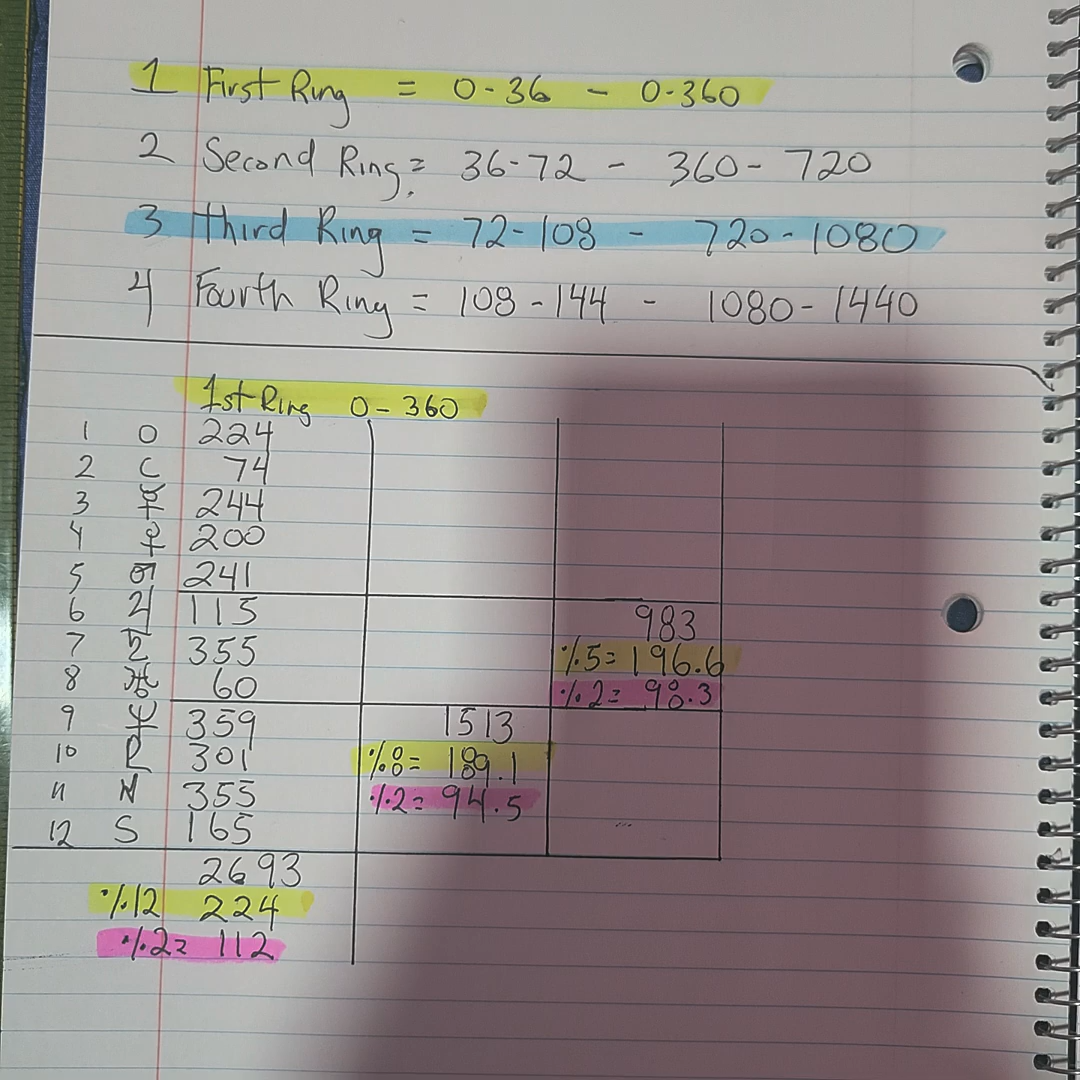 1 First Ring = 0-36 - 0-360
2 Second Ring = 36-72 - 360-720
3 Third Ring = 72-108 - 720-1080
4 Fourth Ring = 108-144 - 1080-1440
1st Ring 0-360
1 O 224
2 C 74
3 ☿ 244
4 ♀ 200
5 ♂ 241
6 ♃ 115 983
7 ♄ 355 %5=196.6
8 ♅ 60 %2=98.3
9 ♆ 359 1513
10 301 %8=189.1
11 N 355 %2=94.5
12 S 165
2693
%12 224
%2= 112